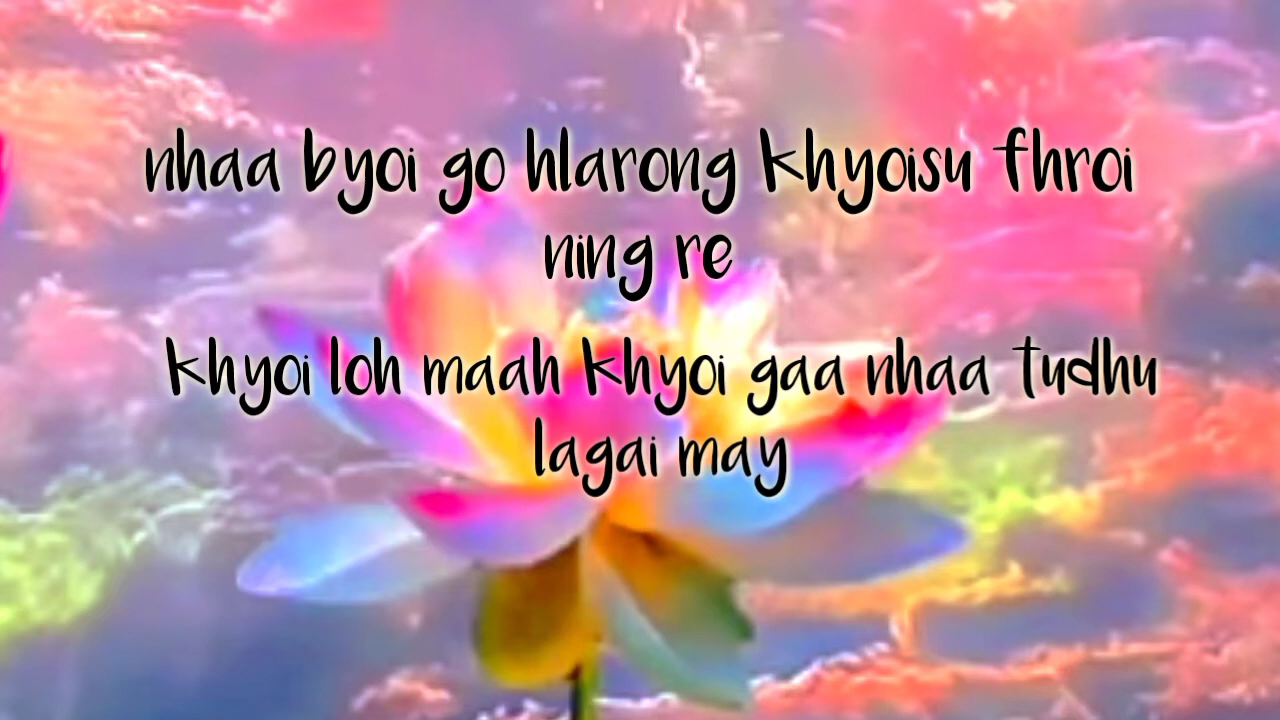 nhaa byoi go hlarong khyoisu fhroi
ning re
khyoi loh maah khyoi gaa nhaa tudhu
lagai may